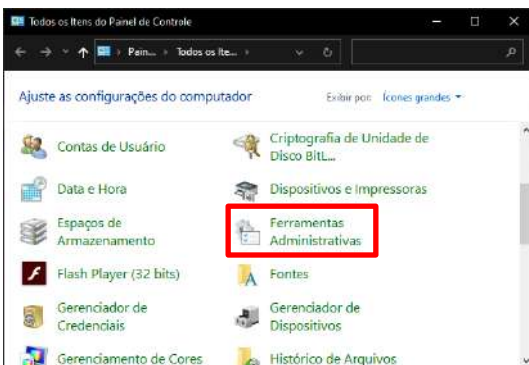 Todos os Itens do Painel de Controle
Pain... Todos os Ite...
Ajuste as configurações do computador
Exibir por: Ícones grandes
Contas de Usuário
Criptografia de Unidade de
Disco BitL...
Data e Hora
Dispositivos e Impressoras
Espaços de
Armazenamento
Ferramentas
Administrativas
Flash Player (32 bits)
Fontes
Gerenciador de
Credenciais
Gerenciador de
Dispositivos
Gerenciamento de Cores
Histórico de Arquivos